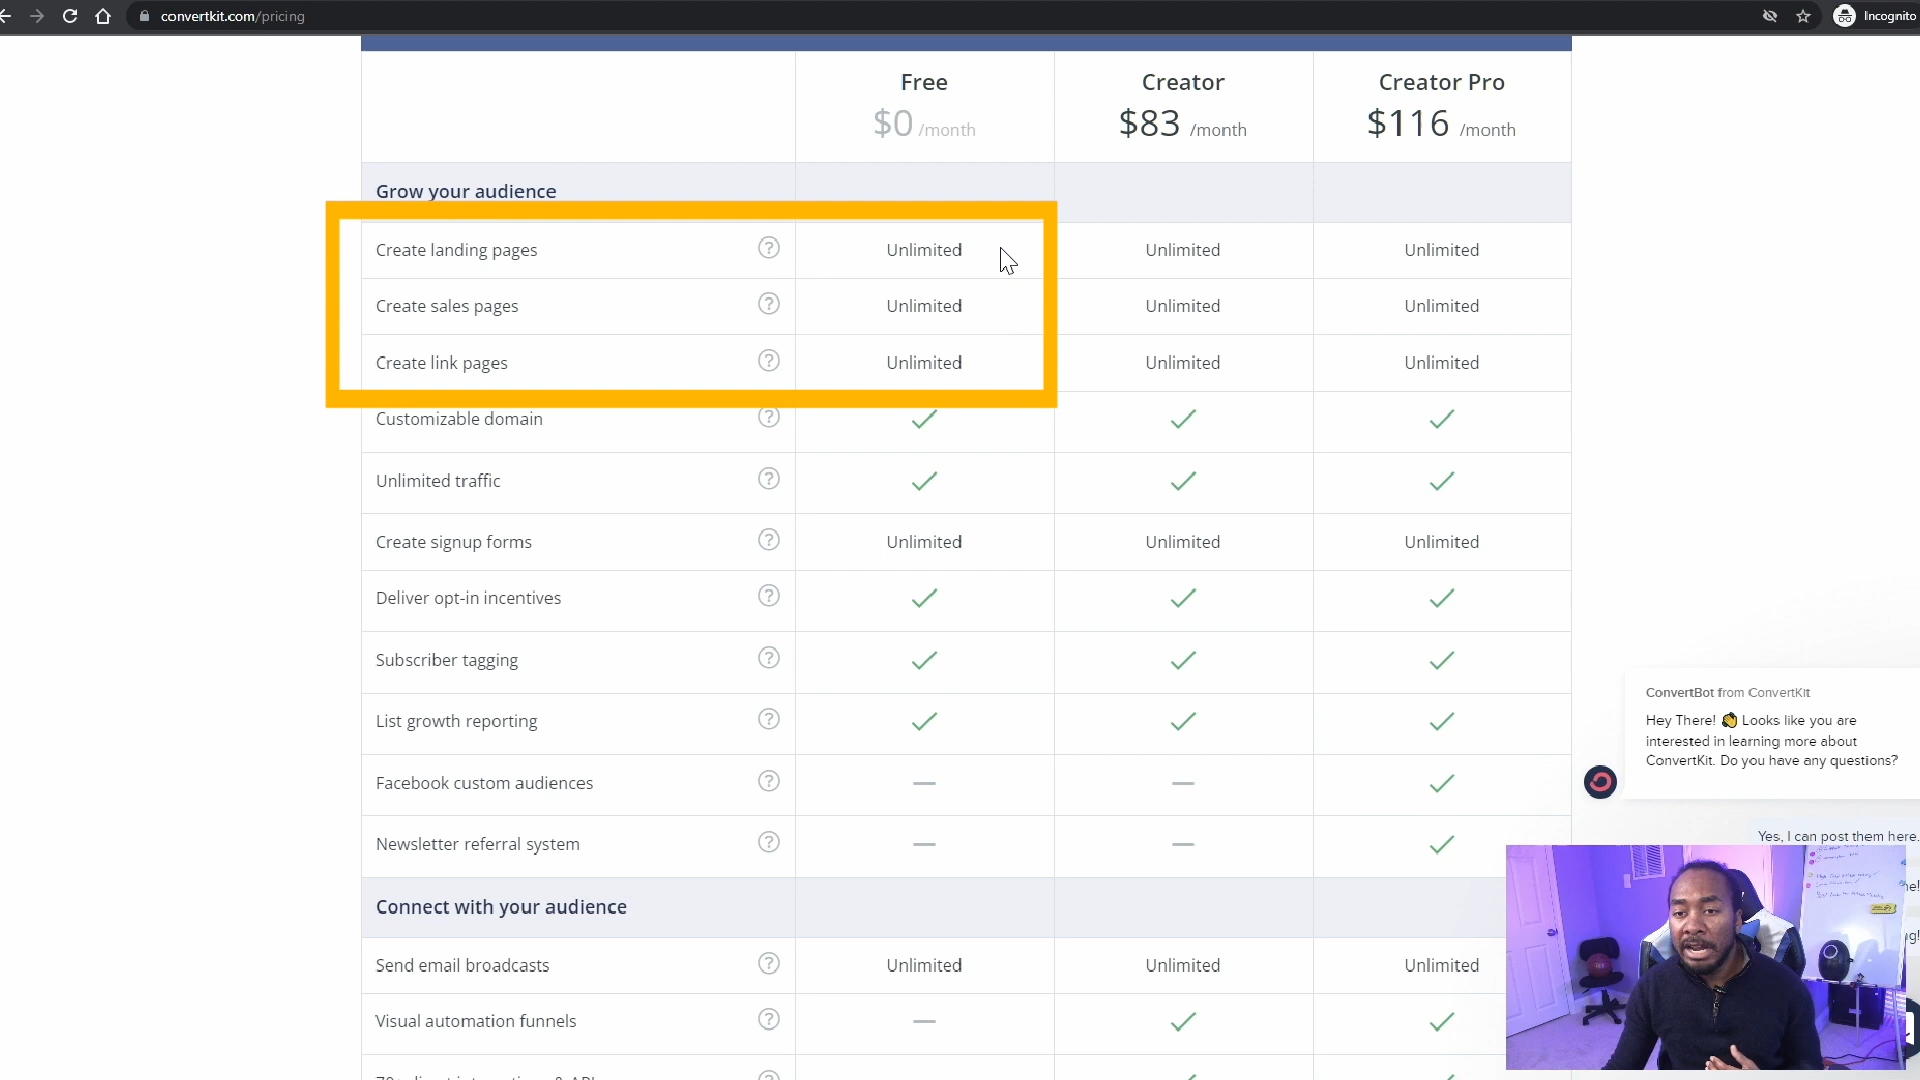 convertkit.com/pricing
Incognito
Free Creator Creator Pro
$0 /month $83 /month $116 /month
Grow your audience
Create landing pages ? Unlimited Unlimited Unlimited
Create sales pages ? Unlimited Unlimited Unlimited
Create link pages ? Unlimited Unlimited Unlimited
Customizable domain ?
Unlimited traffic ?
Create signup forms ? Unlimited Unlimited Unlimited
Deliver opt-in incentives ?
Subscriber tagging ?
List growth reporting ?
Facebook custom audiences ?
Newsletter referral system ?
Connect with your audience
Send email broadcasts ? Unlimited Unlimited Unlimited
Visual automation funnels ?
ConvertBot from ConvertKit
Hey There! 👋 Looks like you are
interested in learning more about
ConvertKit. Do you have any questions?
Yes, I can post them here.